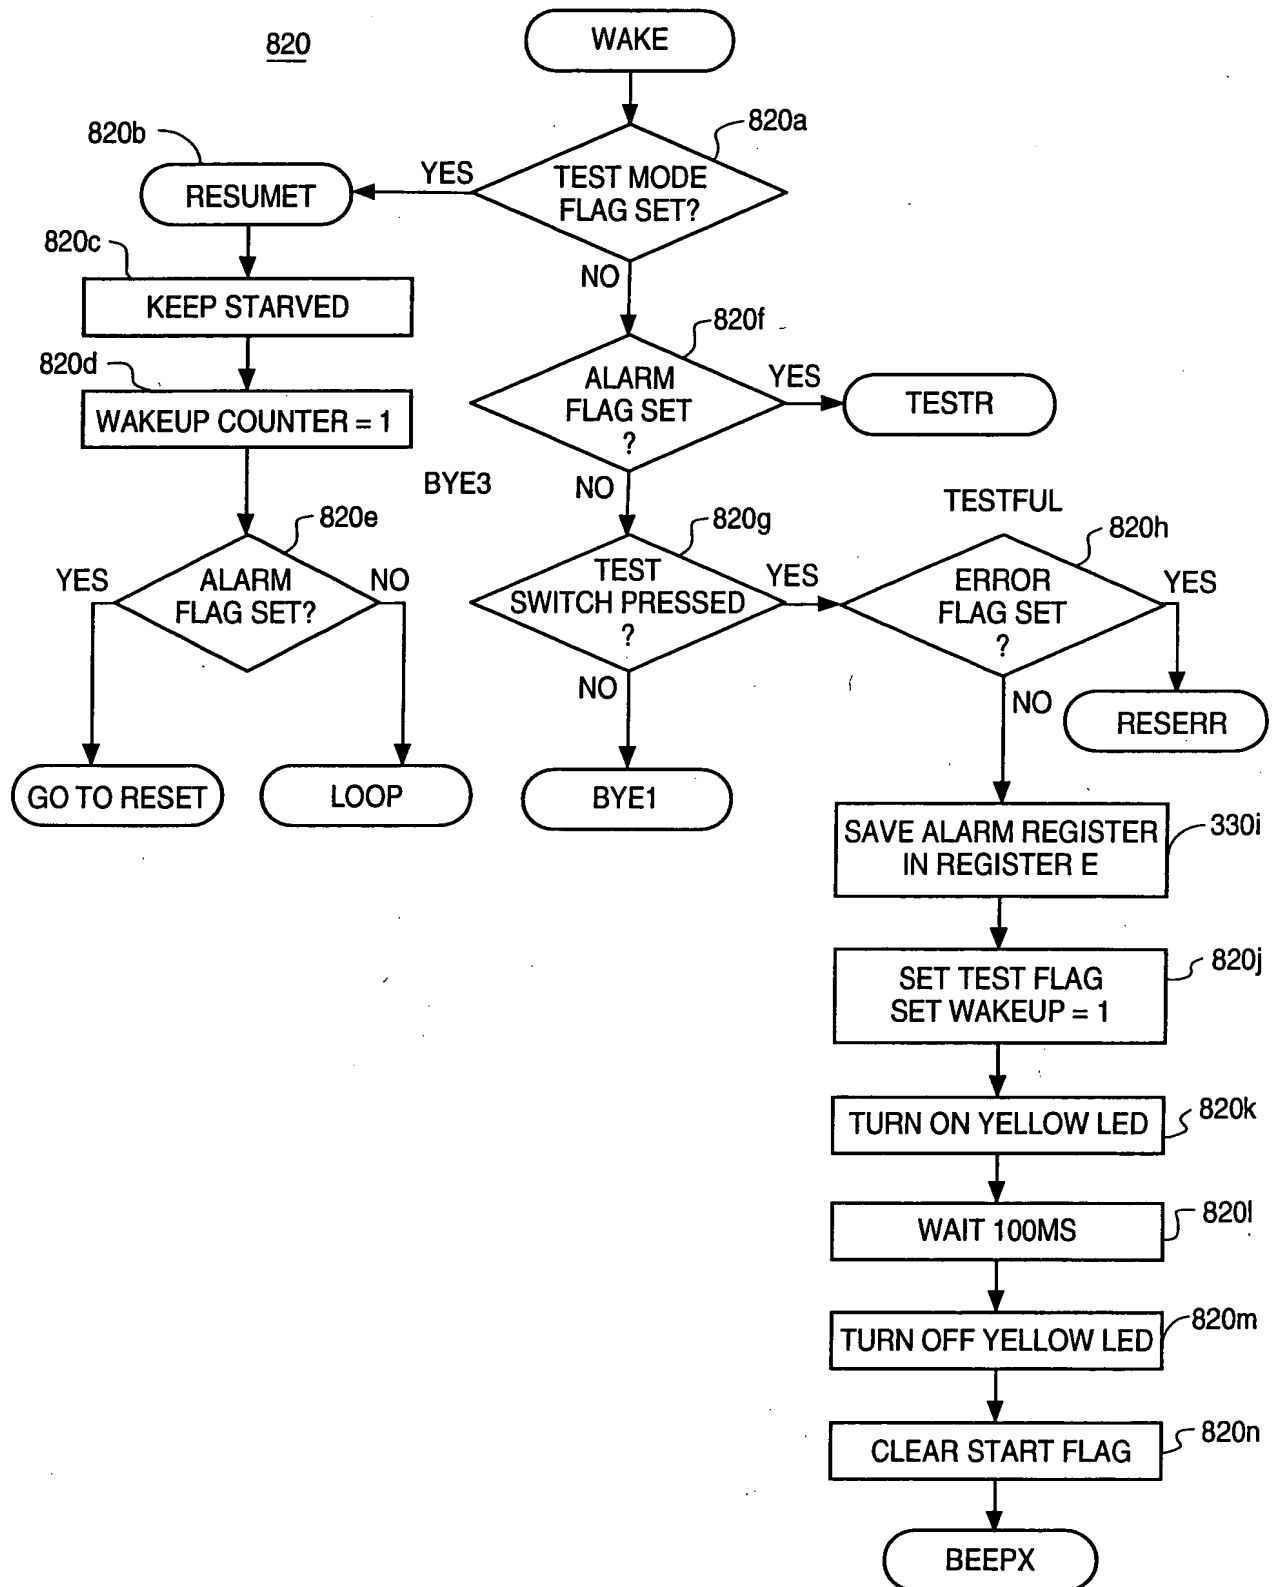 820
WAKE
820a
820b
TEST MODE
FLAG SET?
YES
RESUMET
NO
820c
KEEP STARVED
820f
ALARM
FLAG SET
?
YES
TESTR
820d
WAKEUP COUNTER = 1
BYE3
NO
TESTFUL
820e
ALARM
FLAG SET?
YES
NO
820g
TEST
SWITCH PRESSED
?
YES
820h
ERROR
FLAG SET
?
YES
NO
NO
RESERR
GO TO RESET
LOOP
BYE1
SAVE ALARM REGISTER
IN REGISTER E
330i
SET TEST FLAG
SET WAKEUP = 1
820j
TURN ON YELLOW LED
820k
WAIT 100MS
820l
TURN OFF YELLOW LED
820m
CLEAR START FLAG
820n
BEEPX